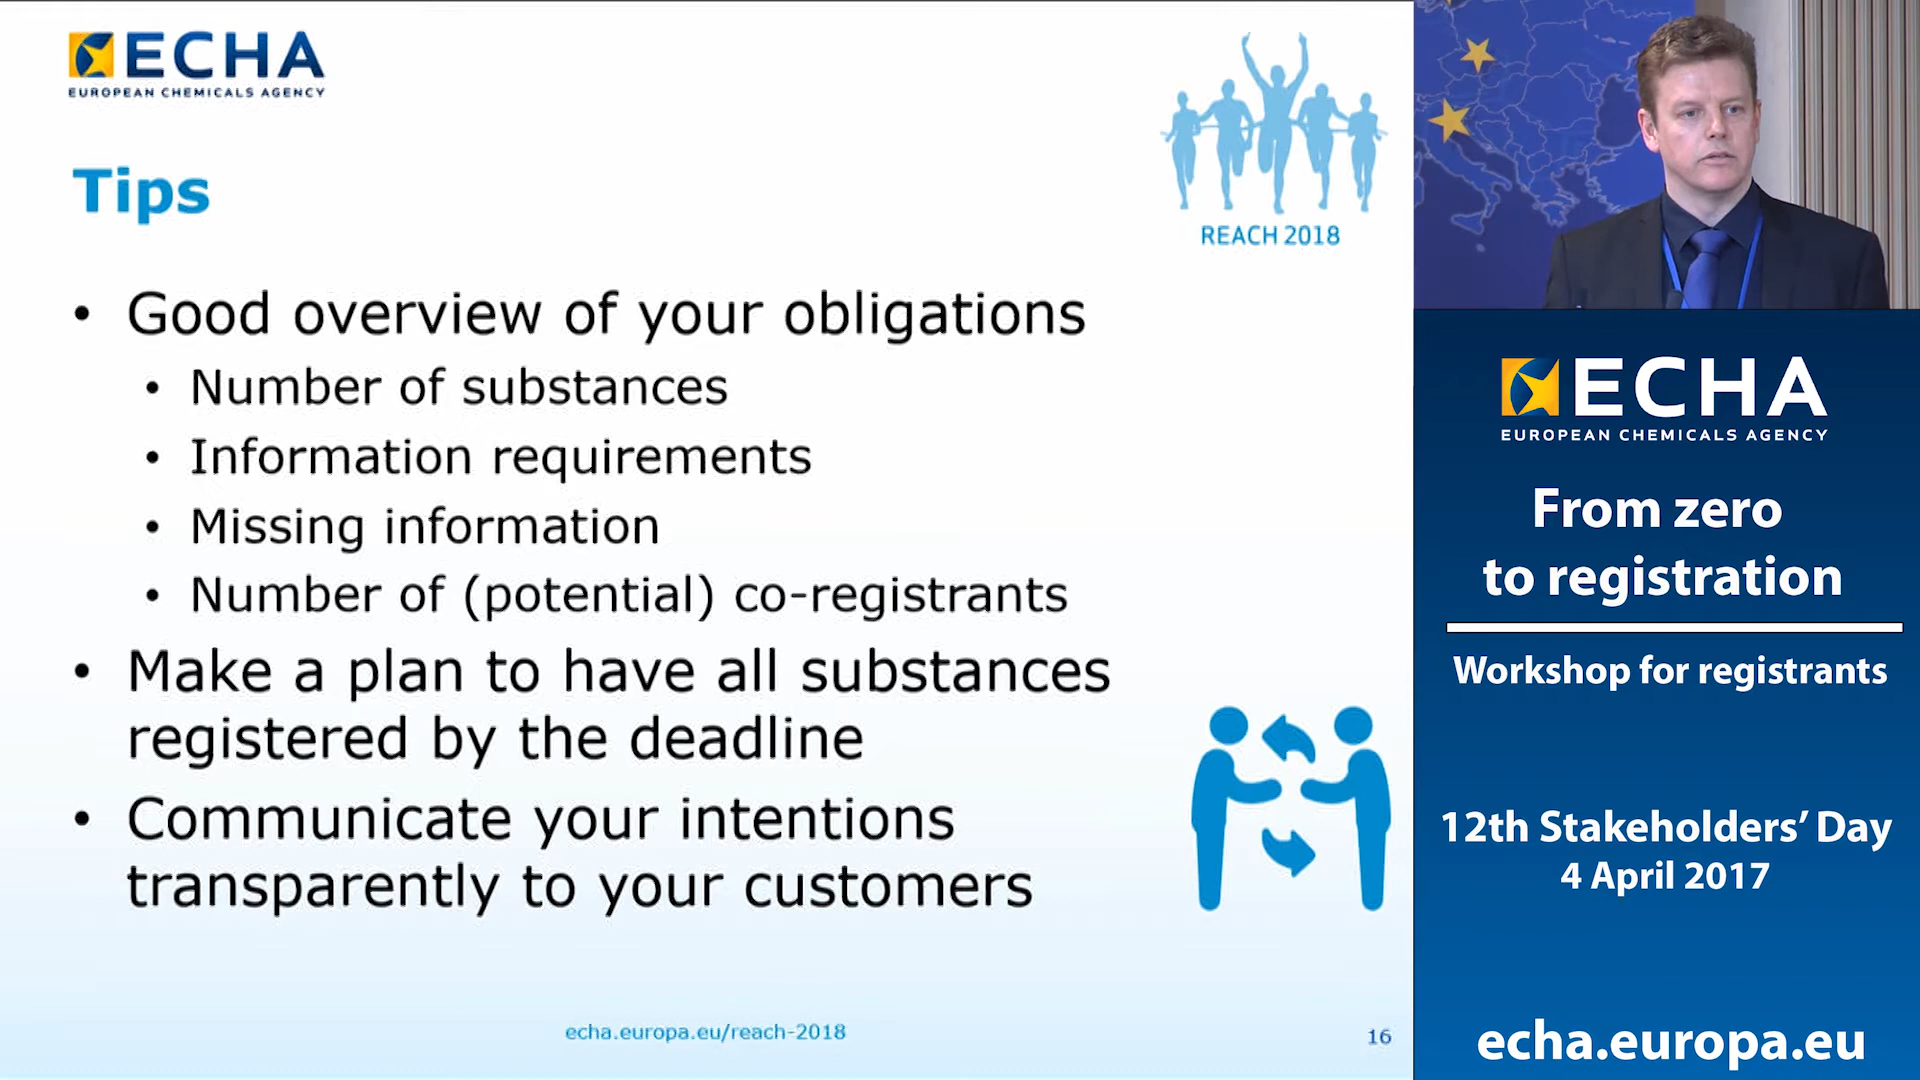 ECHA
EUROPEAN CHEMICALS AGENCY
REACH 2018
Tips
• Good overview of your obligations
• Number of substances
• Information requirements
• Missing information
• Number of (potential) co-registrants
• Make a plan to have all substances
registered by the deadline
• Communicate your intentions
transparently to your customers
echa.europa.eu/reach-2018
16
ECHA
EUROPEAN CHEMICALS AGENCY
From zero
to registration
Workshop for registrants
12th Stakeholders’ Day
4 April 2017
echa.europa.eu